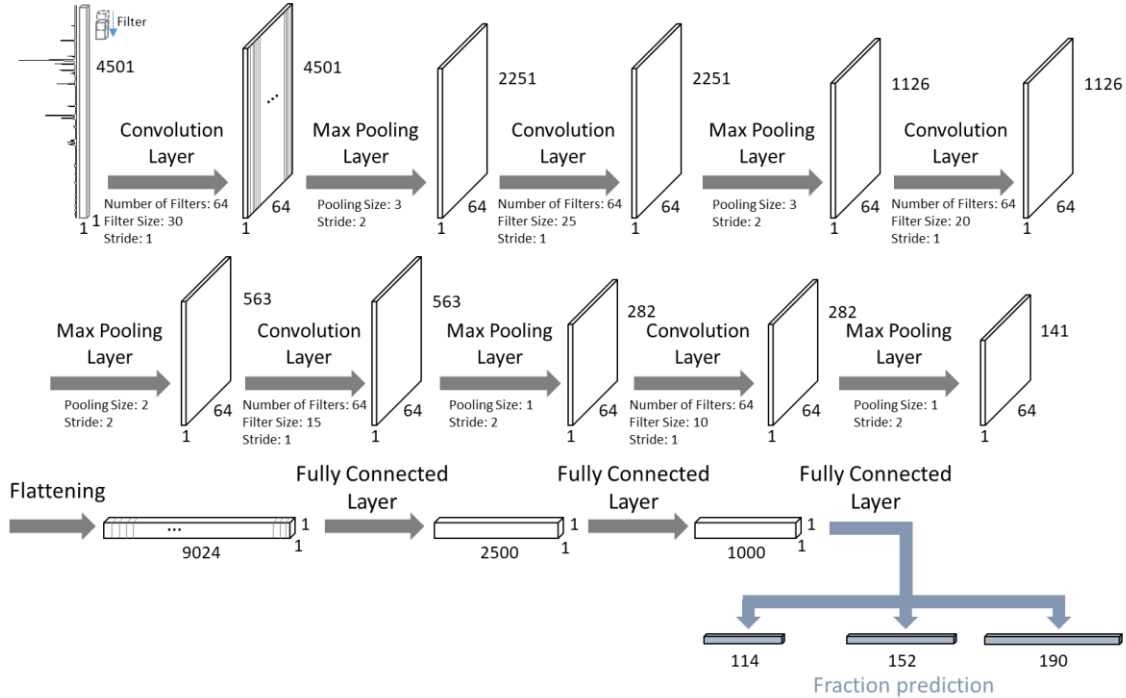 Filter
4501
1
1
Convolution
Layer
Number of Filters: 64
Filter Size: 30
Stride: 1
4501
64
1
Max Pooling
Layer
Pooling Size: 3
Stride: 2
2251
64
1
Convolution
Layer
Number of Filters: 64
Filter Size: 25
Stride: 1
2251
64
1
Max Pooling
Layer
Pooling Size: 3
Stride: 2
1126
64
1
Convolution
Layer
Number of Filters: 64
Filter Size: 20
Stride: 1
1126
64
1
Max Pooling
Layer
Pooling Size: 2
Stride: 2
563
64
1
Convolution
Layer
Number of Filters: 64
Filter Size: 15
Stride: 1
563
64
1
Max Pooling
Layer
Pooling Size: 1
Stride: 2
282
64
1
Convolution
Layer
Number of Filters: 64
Filter Size: 10
Stride: 1
282
64
1
Max Pooling
Layer
Pooling Size: 1
Stride: 2
141
64
1
Flattening
...
1
1
9024
Fully Connected
Layer
1
1
2500
Fully Connected
Layer
1
1
1000
Fully Connected
Layer
114
152
190
Fraction prediction